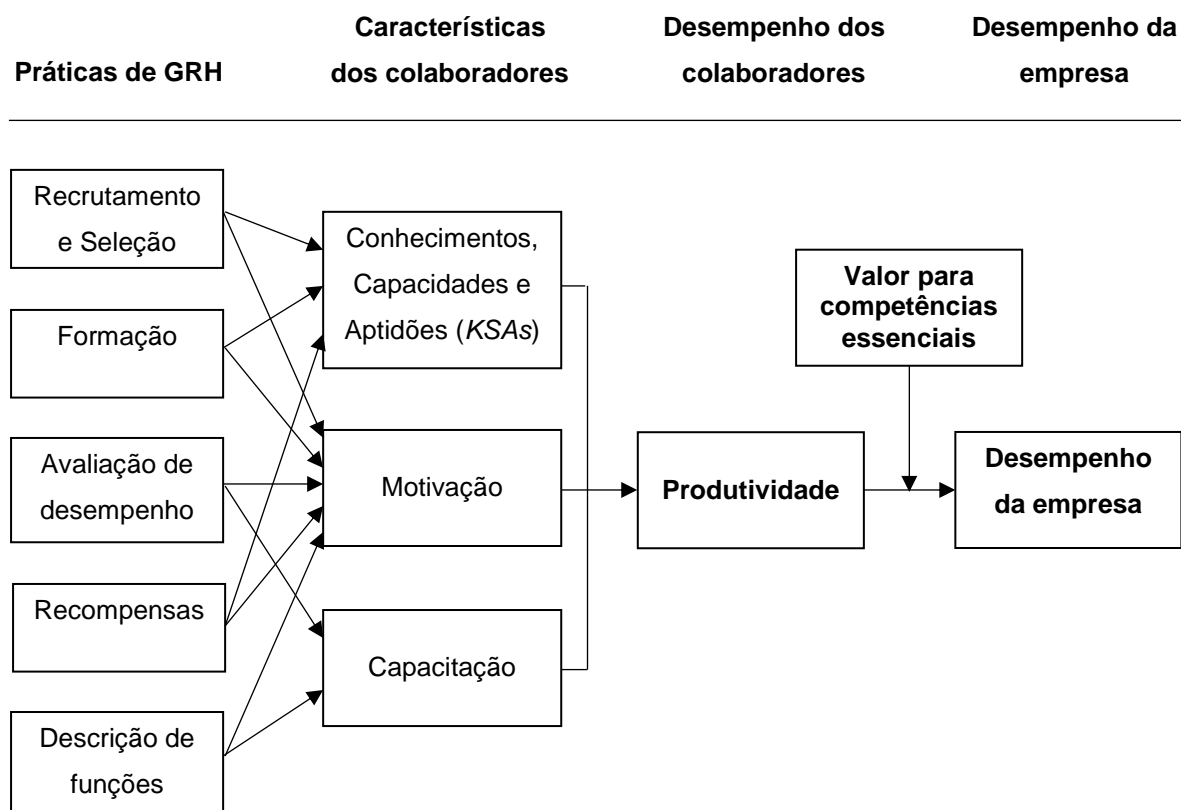 Práticas de GRH
Características
dos colaboradores
Desempenho dos
colaboradores
Desempenho da
empresa
Recrutamento
e Seleção
Formação
Avaliação de
desempenho
Recompensas
Descrição de
funções
Conhecimentos,
Capacidades e
Aptidões (KSAs)
Motivação
Capacitação
Produtividade
Valor para
competências
essenciais
Desempenho
da empresa